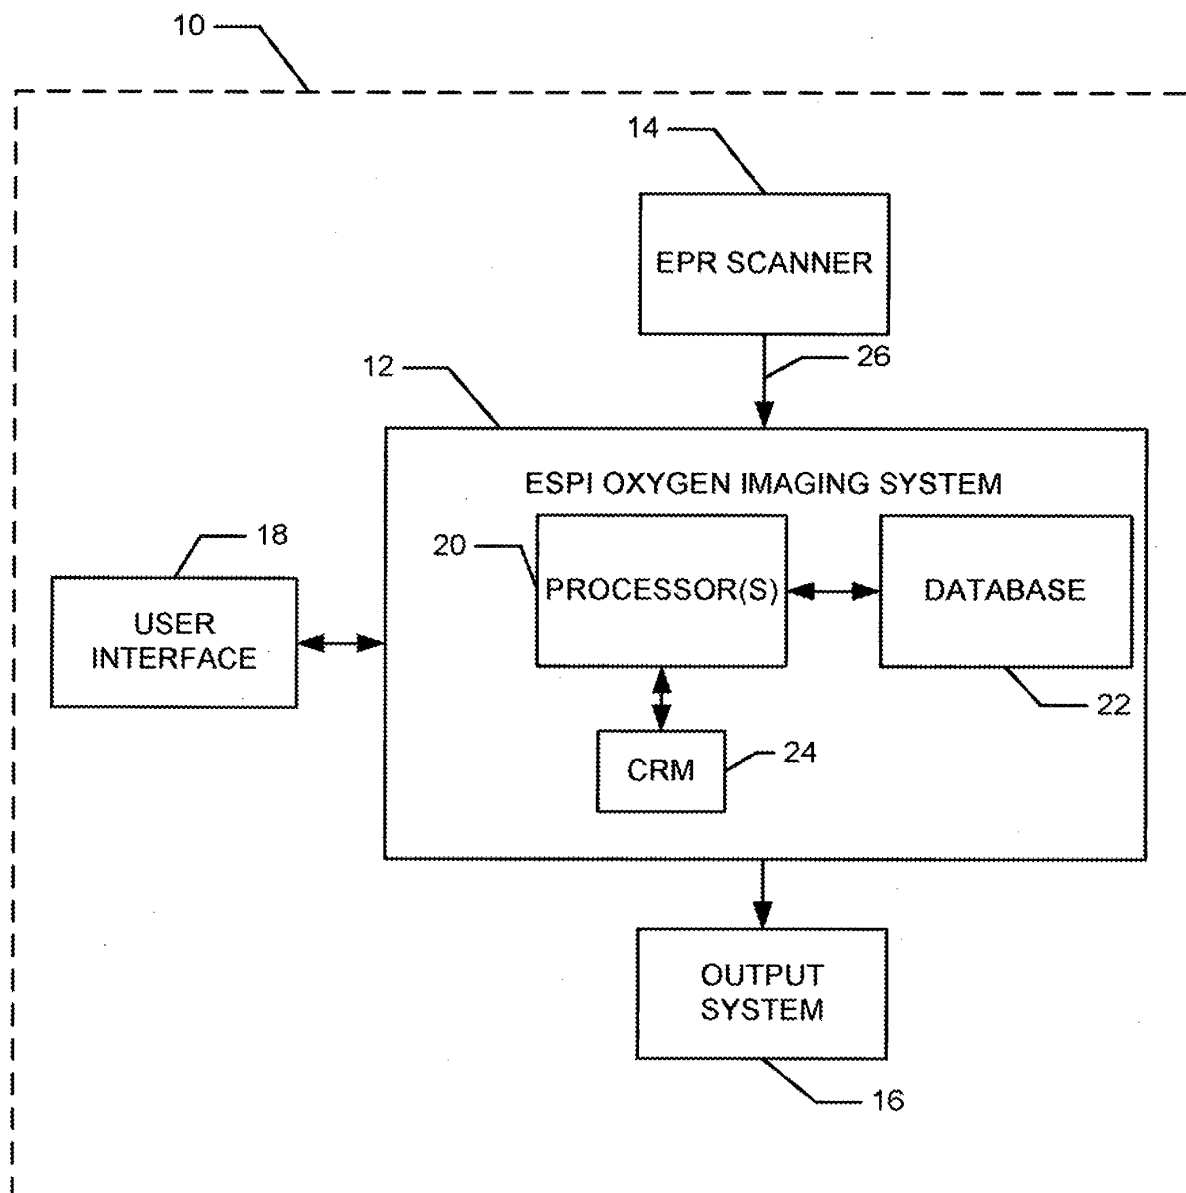 10
14
EPR SCANNER
26
12
ESPI OXYGEN IMAGING SYSTEM
20
PROCESSOR(S)
DATABASE
18
USER
INTERFACE
22
24
CRM
OUTPUT
SYSTEM
16